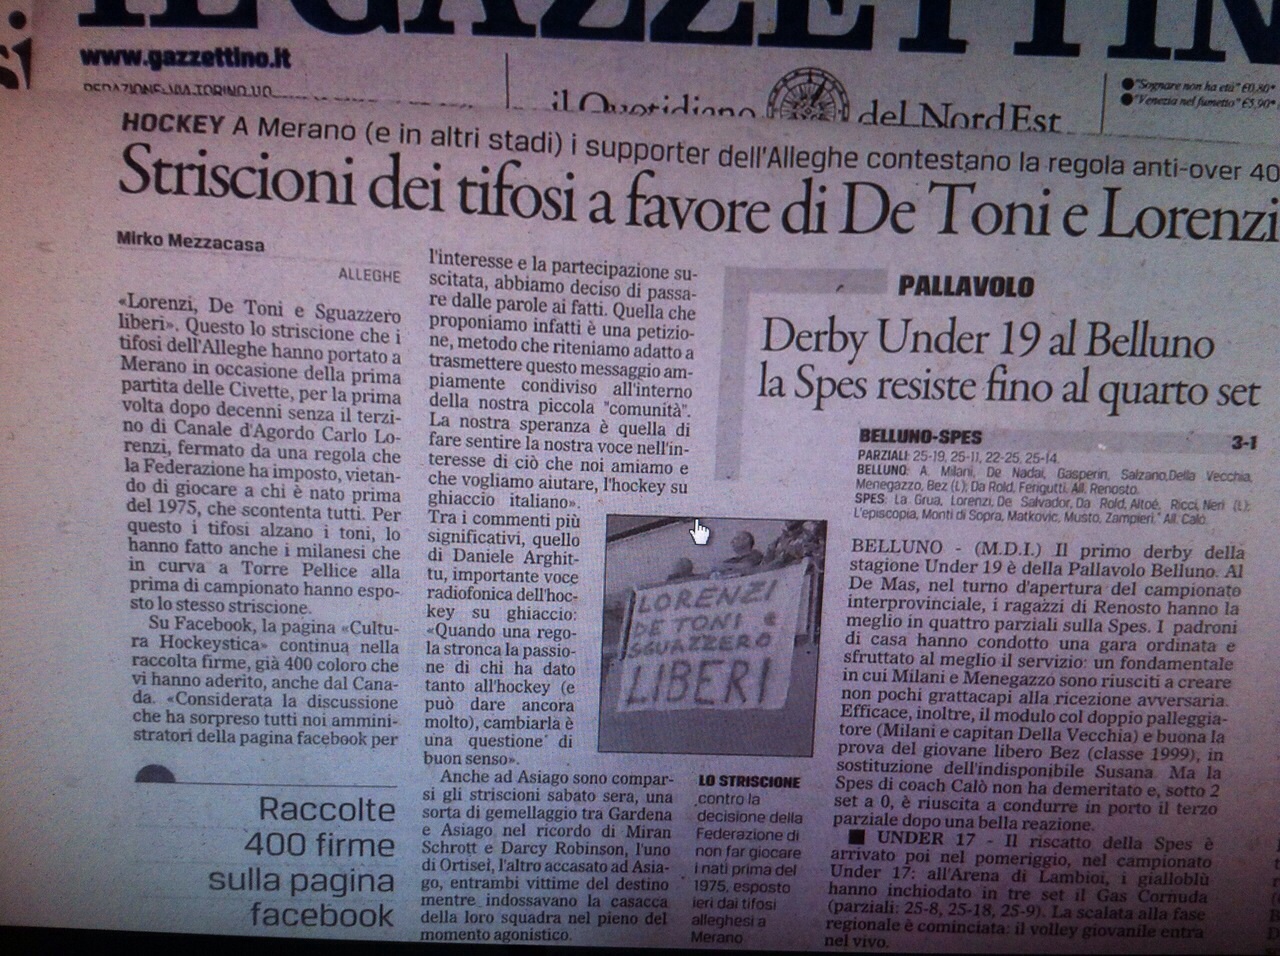 IL GAZZETTIN
www.gazzettino.it
REDAZIONE: VIA TORINO 110
il Quotidiano del NordEst
"Sognare non ha età" €0,80*
"Venezia nel fumetto" €3,90*
HOCKEY A Merano (e in altri stadi) i supporter dell'Alleghe contestano la regola anti-over 40
Striscioni dei tifosi a favore di De Toni e Lorenzi
Mirko Mezzacasa
ALLEGHE
«Lorenzi, De Toni e Sguazzero
liberi». Questo lo striscione che i
tifosi dell'Alleghe hanno portato a
Merano in occasione della prima
partita delle Civette, per la prima
volta dopo decenni senza il terzi-
no di Canale d'Agordo Carlo Lo-
renzi, fermato da una regola che
la Federazione ha imposto, vietan-
do di giocare a chi è nato prima
del 1975, che scontenta tutti. Per
questo i tifosi alzano i toni, lo
hanno fatto anche i milanesi che
in curva a Torre Pellice alla
prima di campionato hanno espo-
sto lo stesso striscione.
Su Facebook, la pagina «Cultu-
ra Hockeystica» continua nella
raccolta firme, già 400 coloro che
vi hanno aderito, anche dal Cana-
da. «Considerata la discussione
che ha sorpreso tutti noi ammini-
stratori della pagina facebook per
Raccolte
400 firme
sulla pagina
facebook
l'interesse e la partecipazione su-
scitata, abbiamo deciso di passa-
re dalle parole ai fatti. Quella che
proponiamo infatti è una petizio-
ne, metodo che riteniamo adatto a
trasmettere questo messaggio am-
piamente condiviso all'interno
della nostra piccola "comunità".
La nostra speranza è quella di
fare sentire la nostra voce nell'in-
teresse di ciò che noi amiamo e
che vogliamo aiutare, l'hockey su
ghiaccio italiano».
Tra i commenti più
significativi, quello
di Daniele Arghit-
tu, importante voce
radiofonica dell'hoc-
key su ghiaccio:
«Quando una rego-
la stronca la passio-
ne di chi ha dato
tanto all'hockey (e
può dare ancora
molto), cambiarla è
una questione di
buon senso».
Anche ad Asiago sono compar-
si gli striscioni sabato sera, una
sorta di gemellaggio tra Gardena
e Asiago nel ricordo di Miran
Schrott e Darcy Robinson, l'uno
di Ortisei, l'altro accasato ad Asia-
go, entrambi vittime del destino
mentre indossavano la casacca
della loro squadra nel pieno del
momento agonistico.
LORENZI
DE TONI e
SGUAZZERO
LIBERI
LO STRISCIONE
contro la
decisione della
Federazione di
non far giocare
i nati prima del
1975, esposto
ieri dai tifosi
alleghesi a
Merano
PALLAVOLO
Derby Under 19 al Belluno
la Spes resiste fino al quarto set
BELLUNO-SPES 3-1
PARZIALI: 25-19, 25-11, 22-25, 25-14.
BELLUNO: A. Milani, De Nadai, Gasperin, Salzano,Della Vecchia,
Menegazzo, Bez (L); Da Rold, Ferigutti. All. Renosto.
SPES: La Grua, Lorenzi, De Salvador, Da Rold, Altoé, Ricci, Neri (L);
L'episcopia, Monti di Sopra, Matkovic, Musto, Zampieri. All. Calò.
BELLUNO - (M.D.I.) Il primo derby della
stagione Under 19 è della Pallavolo Belluno. Al
De Mas, nel turno d'apertura del campionato
interprovinciale, i ragazzi di Renosto hanno la
meglio in quattro parziali sulla Spes. I padroni
di casa hanno condotto una gara ordinata e
sfruttato al meglio il servizio: un fondamentale
in cui Milani e Menegazzo sono riusciti a creare
non pochi grattacapi alla ricezione avversaria.
Efficace, inoltre, il modulo col doppio palleggia-
tore (Milani e capitan Della Vecchia) e buona la
prova del giovane libero Bez (classe 1999), in
sostituzione dell'indisponibile Susana. Ma la
Spes di coach Calò non ha demeritato e, sotto 2
set a 0, è riuscita a condurre in porto il terzo
parziale dopo una bella reazione.
■ UNDER 17 - Il riscatto della Spes è
arrivato poi nel pomeriggio, nel campionato
Under 17: all'Arena di Lambioi, i gialloblù
hanno inchiodato in tre set il Gas Cornuda
(parziali: 25-8, 25-18, 25-9). La scalata alla fase
regionale è cominciata: il volley giovanile entra
nel vivo.